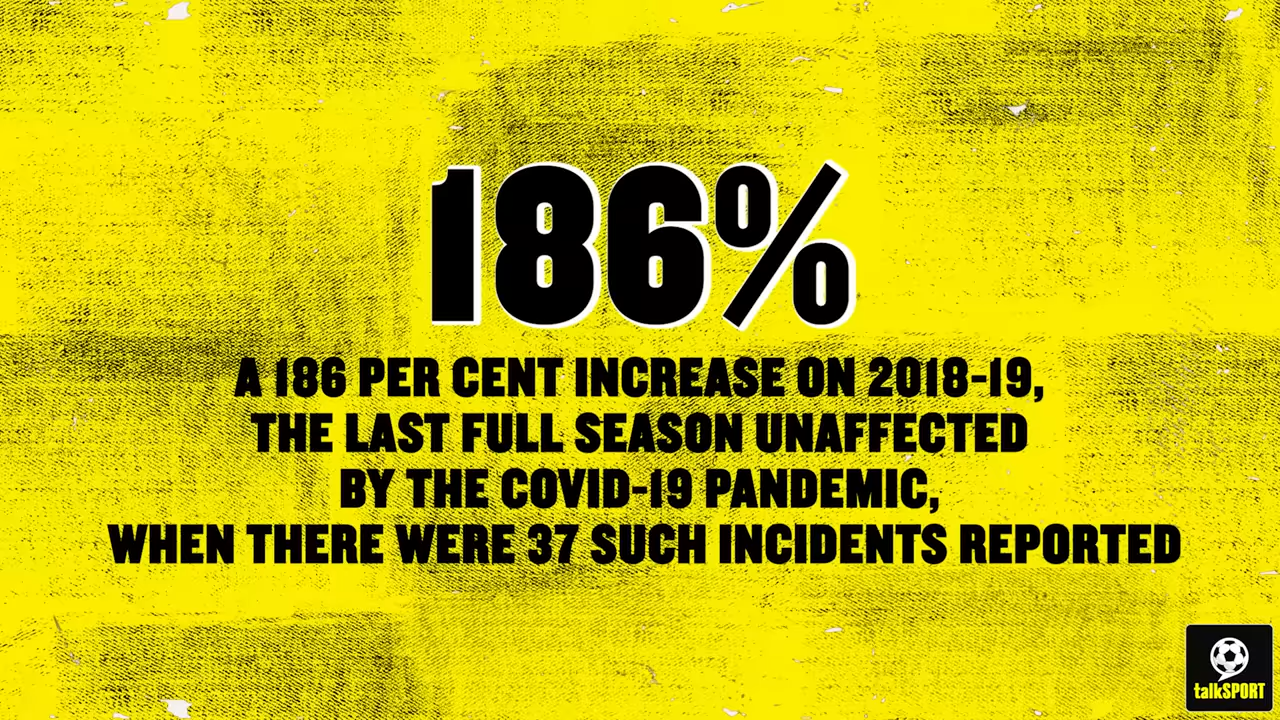 186%
A 186 PER CENT INCREASE ON 2018-19,
THE LAST FULL SEASON UNAFFECTED
BY THE COVID-19 PANDEMIC,
WHEN THERE WERE 37 SUCH INCIDENTS REPORTED
talkSPORT